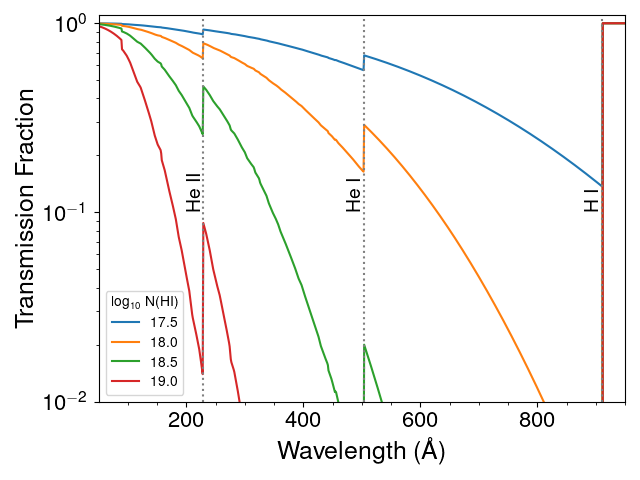 10⁰
10⁻¹
10⁻²
Transmission Fraction
He II
He I
H I
log₁₀ N(HI)
17.5
18.0
18.5
19.0
200
400
600
800
Wavelength (Å)